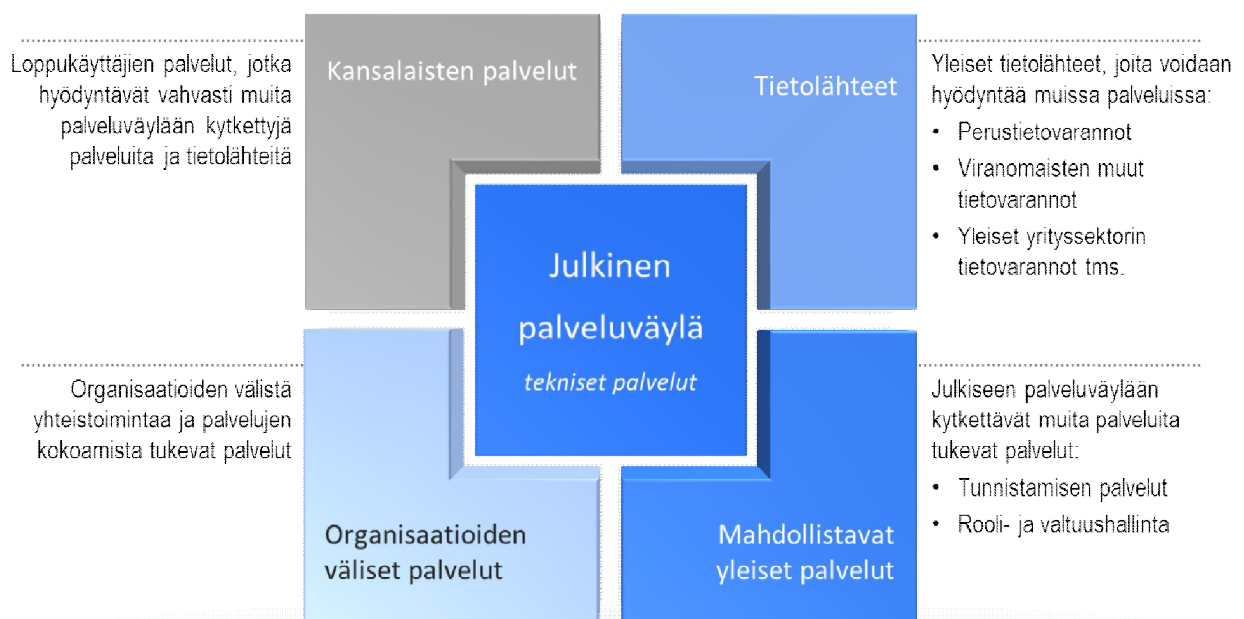 Loppukäyttäjien palvelut, jotka
hyödyntävät vahvasti muita
palveluväylään kytkettyjä
palveluita ja tietolähteitä
Kansalaisten palvelut
Tietolähteet
Yleiset tietolähteet, joita voidaan
hyödyntää muissa palveluissa:
• Perustietovarannot
• Viranomaisten muut
tietovarannot
• Yleiset yrityssektorin
tietovarannot tms.
Julkinen
palveluväylä
tekniset palvelut
Organisaatioiden välistä
yhteistoimintaa ja palvelujen
kokoamista tukevat palvelut
Organisaatioiden
väliset palvelut
Mahdollistavat
yleiset palvelut
Julkiseen palveluväylään
kytkettävät muita palveluita
tukevat palvelut:
• Tunnistamisen palvelut
• Rooli- ja valtuushallinta